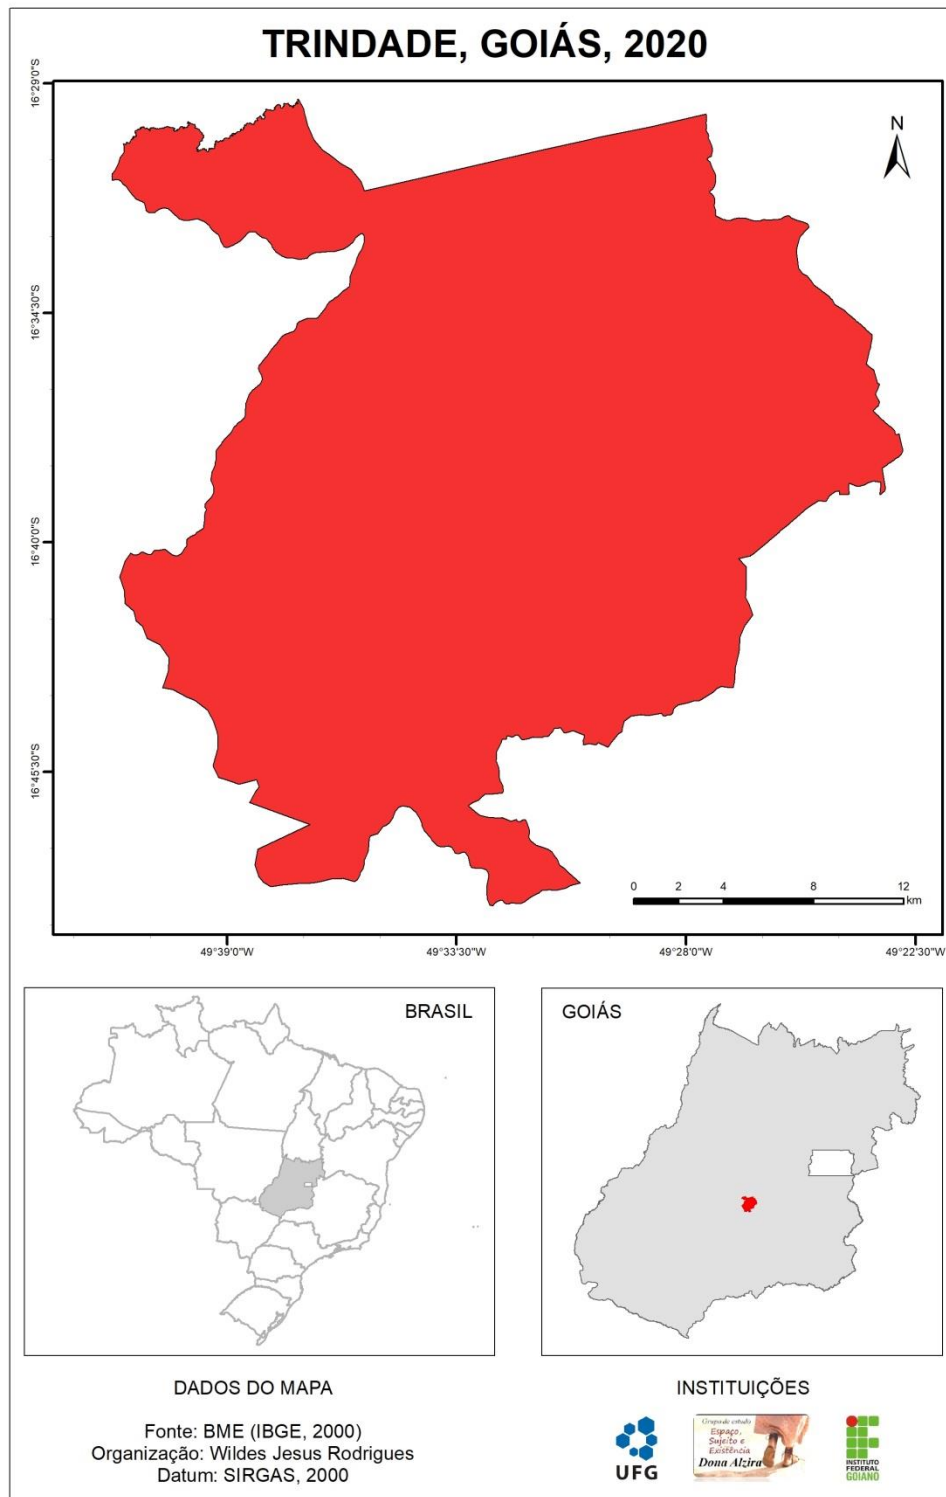 TRINDADE, GOIÁS, 2020
16°29'0"S
N
16°34'30"S
16°40'0"S
16°45'30"S
0 2 4 8 12
km
49°39'0"W 49°33'30"W 49°28'0"W 49°22'30"W
BRASIL
GOIÁS
DADOS DO MAPA
Fonte: BME (IBGE, 2000)
Organização: Wildes Jesus Rodrigues
Datum: SIRGAS, 2000
INSTITUIÇÕES
UFG
Grupo de estudo
Espaço,
Sujeito e
Existência
Dona Alzira
INSTITUTO
FEDERAL
GOIANO